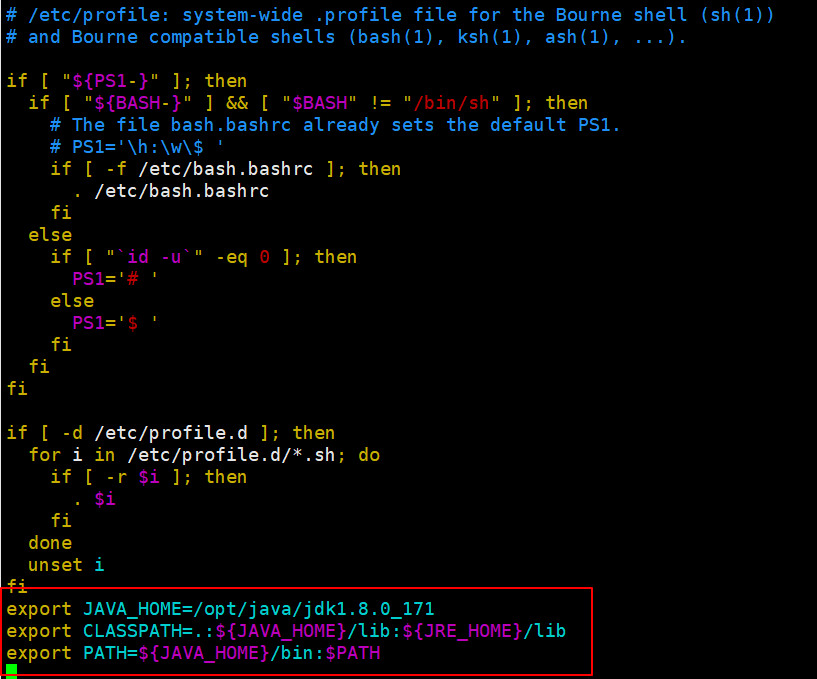 # /etc/profile: system-wide .profile file for the Bourne shell (sh(1))
# and Bourne compatible shells (bash(1), ksh(1), ash(1), ...).

if [ "${PS1-}" ]; then
  if [ "${BASH-}" ] && [ "$BASH" != "/bin/sh" ]; then
    # The file bash.bashrc already sets the default PS1.
    # PS1='\h:\w\$ '
    if [ -f /etc/bash.bashrc ]; then
      . /etc/bash.bashrc
    fi
  else
    if [ "`id -u`" -eq 0 ]; then
      PS1='# '
    else
      PS1='$ '
    fi
  fi
fi

if [ -d /etc/profile.d ]; then
  for i in /etc/profile.d/*.sh; do
    if [ -r $i ]; then
      . $i
    fi
  done
  unset i
fi
export JAVA_HOME=/opt/java/jdk1.8.0_171
export CLASSPATH=.:${JAVA_HOME}/lib:${JRE_HOME}/lib
export PATH=${JAVA_HOME}/bin:$PATH